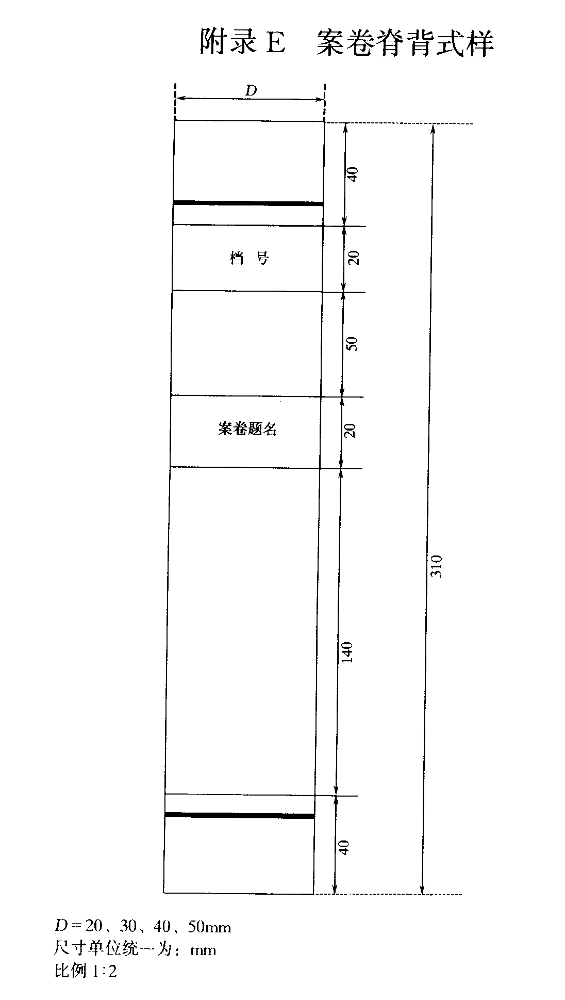 附录E 案卷脊背式样
D
40
档 号
20
50
案卷题名
20
310
140
40
D=20、30、40、50mm
尺寸单位统一为：mm
比例 1:2